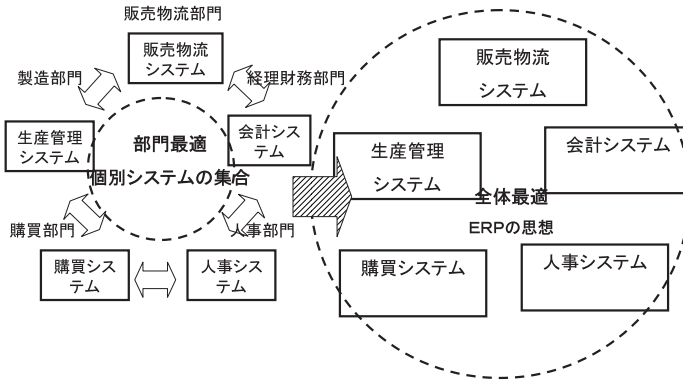 販売物流部門
販売物流
システム
製造部門
経理財務部門
生産管理
システム
部門最適
個別システムの集合
会計シス
テム
購買部門
人事部門
購買シス
テム
人事シス
テム
販売物流
システム
生産管理
システム
会計システム
全体最適
ERPの思想
購買システム
人事システム